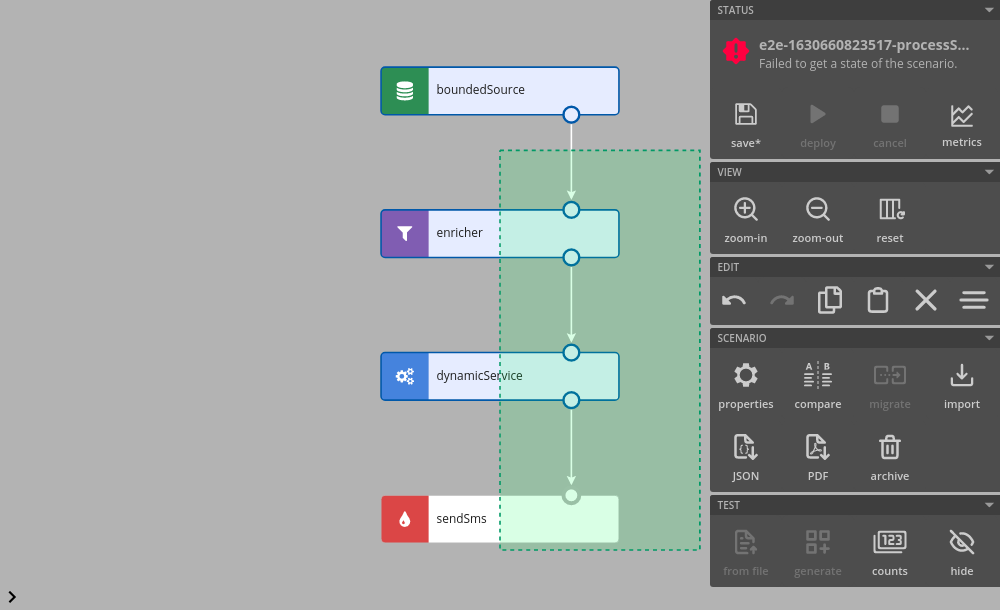 boundedSource
enricher
dynamicService
sendSms
STATUS
e2e-1630660823517-processS...
Failed to get a state of the scenario.
save*
deploy
cancel
metrics
VIEW
zoom-in
zoom-out
reset
EDIT
SCENARIO
A B
properties
compare
migrate
import
JSON
PDF
archive
TEST
123
from file
generate
counts
hide